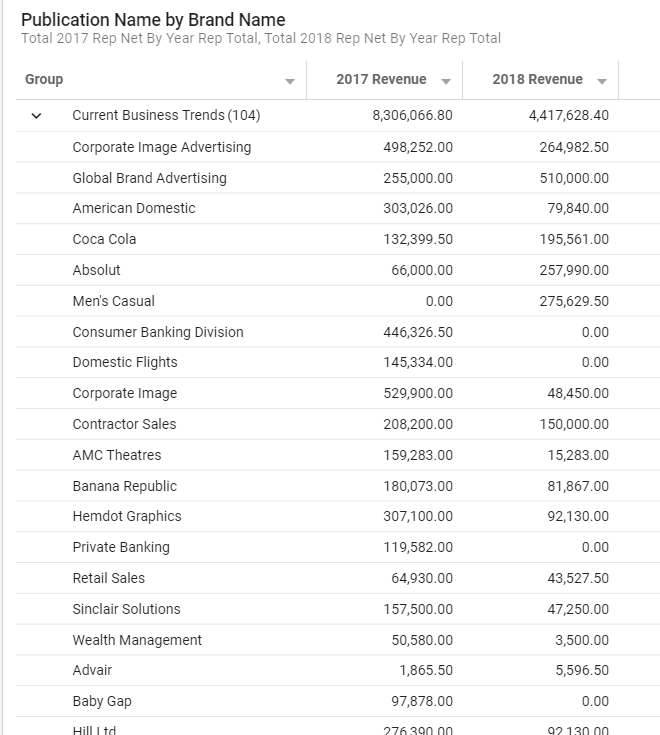 Publication Name by Brand Name
Total 2017 Rep Net By Year Rep Total, Total 2018 Rep Net By Year Rep Total
Group 2017 Revenue 2018 Revenue
Current Business Trends (104) 8,306,066.80 4,417,628.40
Corporate Image Advertising 498,252.00 264,982.50
Global Brand Advertising 255,000.00 510,000.00
American Domestic 303,026.00 79,840.00
Coca Cola 132,399.50 195,561.00
Absolut 66,000.00 257,990.00
Men's Casual 0.00 275,629.50
Consumer Banking Division 446,326.50 0.00
Domestic Flights 145,334.00 0.00
Corporate Image 529,900.00 48,450.00
Contractor Sales 208,200.00 150,000.00
AMC Theatres 159,283.00 15,283.00
Banana Republic 180,073.00 81,867.00
Hemdot Graphics 307,100.00 92,130.00
Private Banking 119,582.00 0.00
Retail Sales 64,930.00 43,527.50
Sinclair Solutions 157,500.00 47,250.00
Wealth Management 50,580.00 3,500.00
Advair 1,865.50 5,596.50
Baby Gap 97,878.00 0.00
Hill Ltd 276,390.00 92,130.00